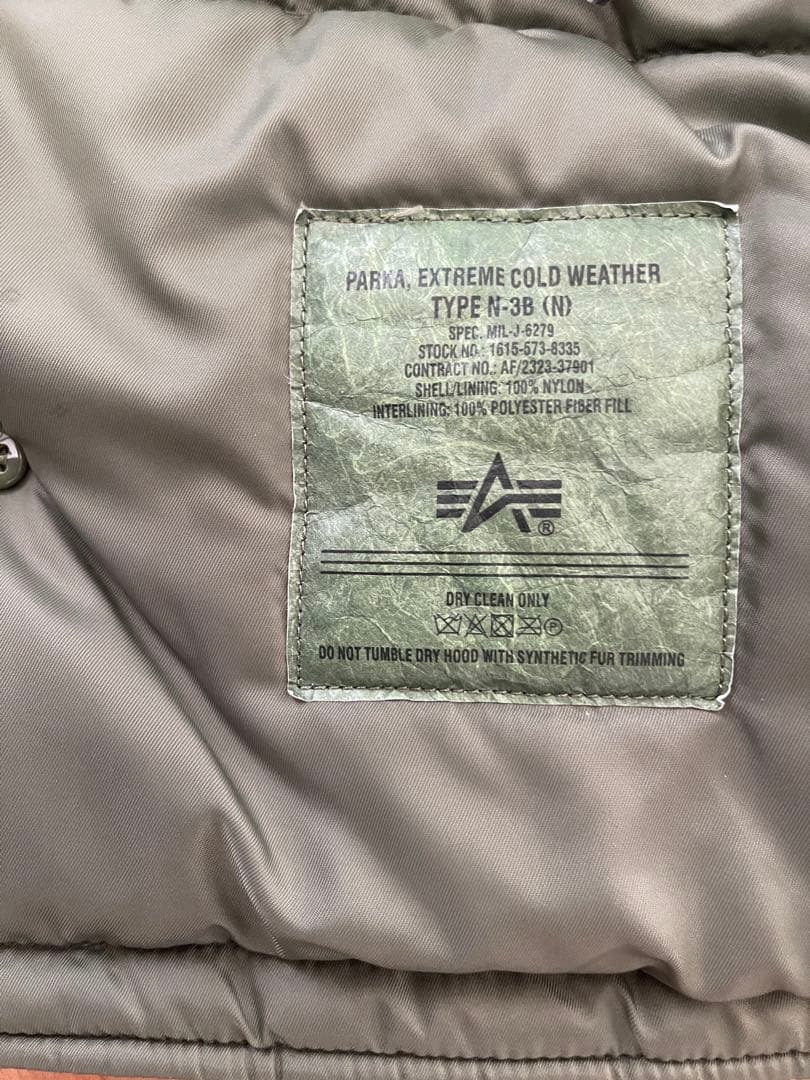 PARKA, EXTREME COLD WEATHER
TYPE N-3B (N)
SPEC. MIL-J-6279
STOCK NO.: 1615-573-8335
CONTRACT NO.: AF/2323-37901
SHELL/LINING: 100% NYLON
INTERLINING: 100% POLYESTER FIBER FILL
®
DRY CLEAN ONLY
P
DO NOT TUMBLE DRY HOOD WITH SYNTHETIC FUR TRIMMING